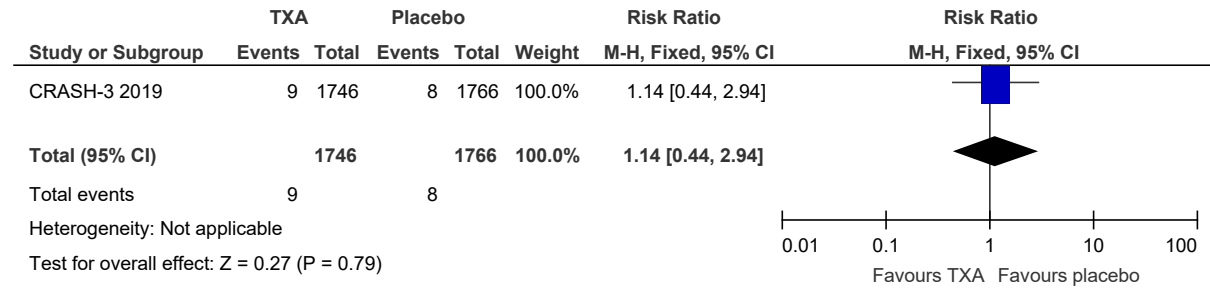 TXA Placebo Risk Ratio Risk Ratio
Study or Subgroup Events Total Events Total Weight M-H, Fixed, 95% CI M-H, Fixed, 95% CI
CRASH-3 2019 9 1746 8 1766 100.0% 1.14 [0.44, 2.94]
Total (95% CI) 1746 1766 100.0% 1.14 [0.44, 2.94]
Total events 9 8
Heterogeneity: Not applicable
Test for overall effect: Z = 0.27 (P = 0.79)
0.01 0.1 1 10 100
Favours TXA Favours placebo